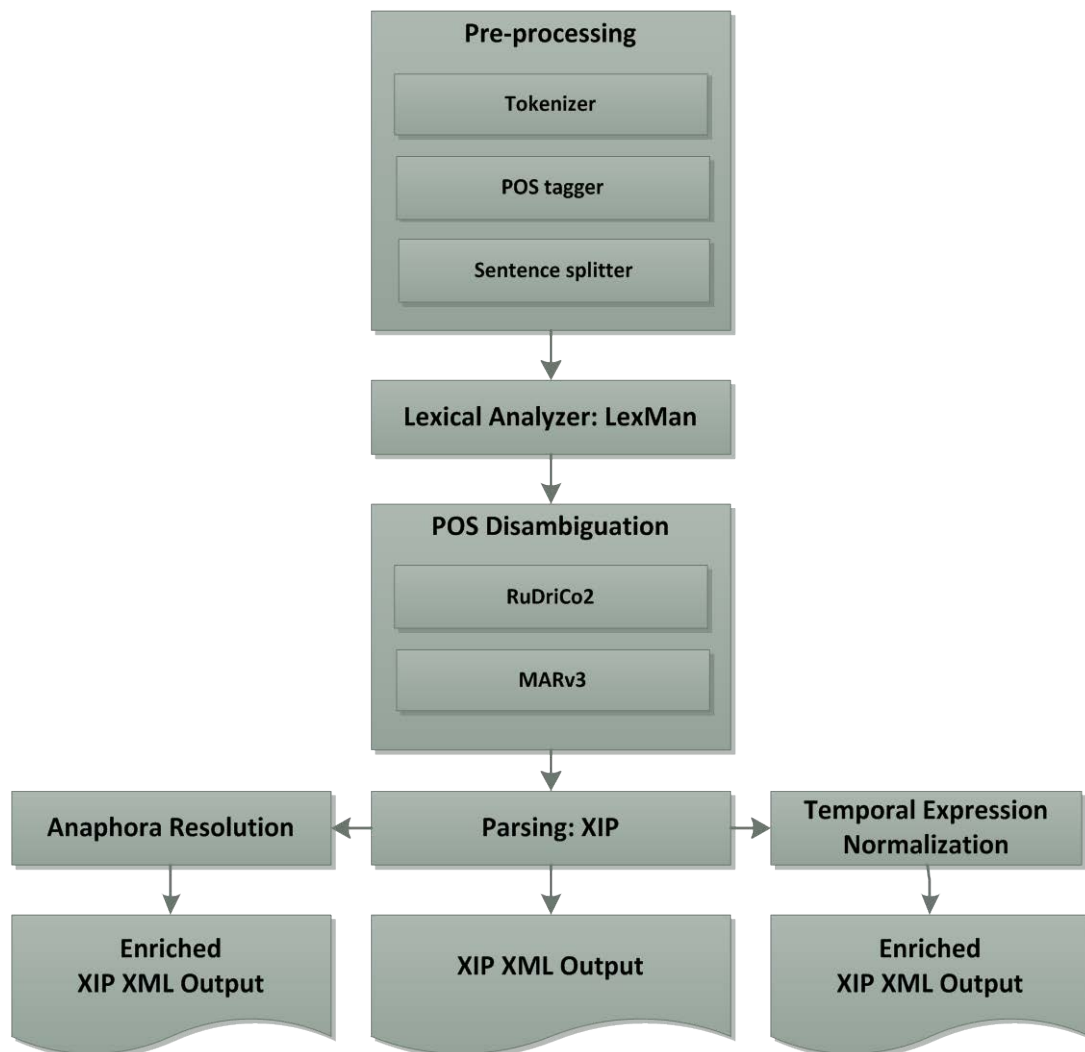 Pre-processing
Tokenizer
POS tagger
Sentence splitter
Lexical Analyzer: LexMan
POS Disambiguation
RuDriCo2
MARv3
Anaphora Resolution
Parsing: XIP
Temporal Expression
Normalization
Enriched
XIP XML Output
XIP XML Output
Enriched
XIP XML Output